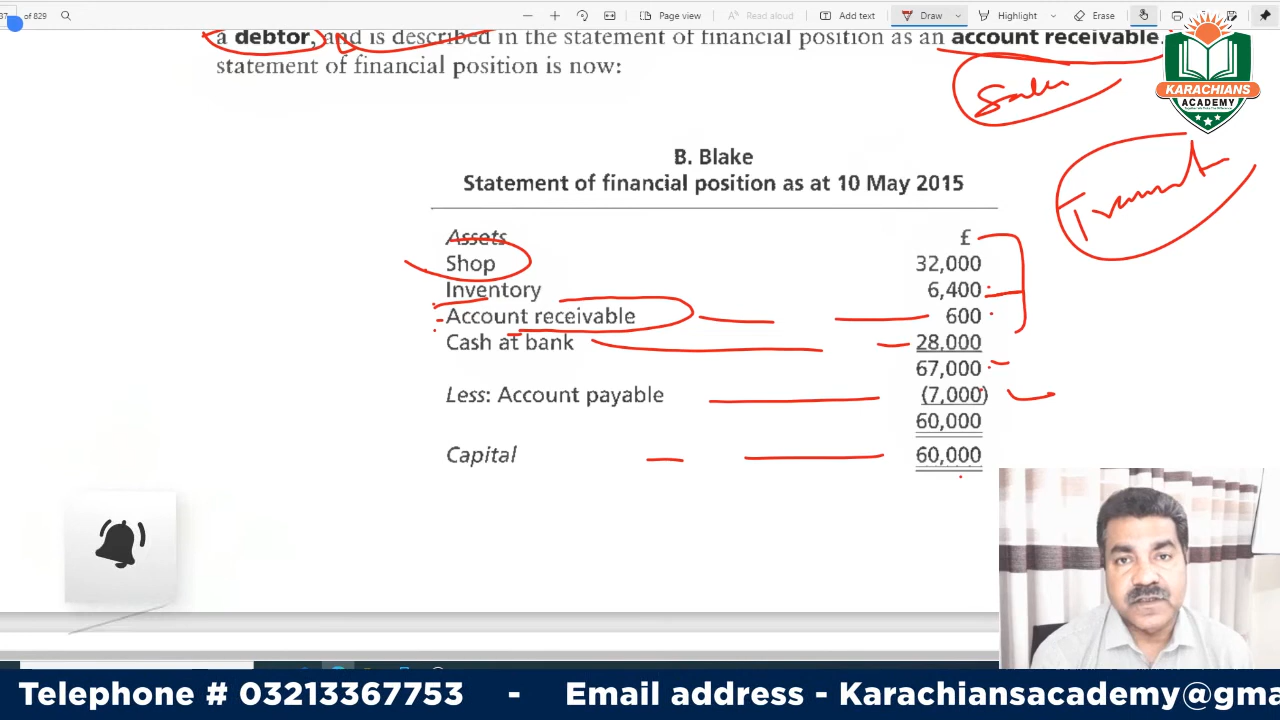 37 of 829 Page view Read aloud Add text Draw Highlight Erase
a debtor, and is described in the statement of financial position as an account receivable.
statement of financial position is now:
KARACHIANS
ACADEMY
Sales
B. Blake
Statement of financial position as at 10 May 2015
Assets £
Shop 32,000
Inventory 6,400
Account receivable 600
Cash at bank 28,000
67,000
Less: Account payable (7,000)
60,000
Capital 60,000
Telephone # 03213367753 - Email address - Karachiansacademy@gma